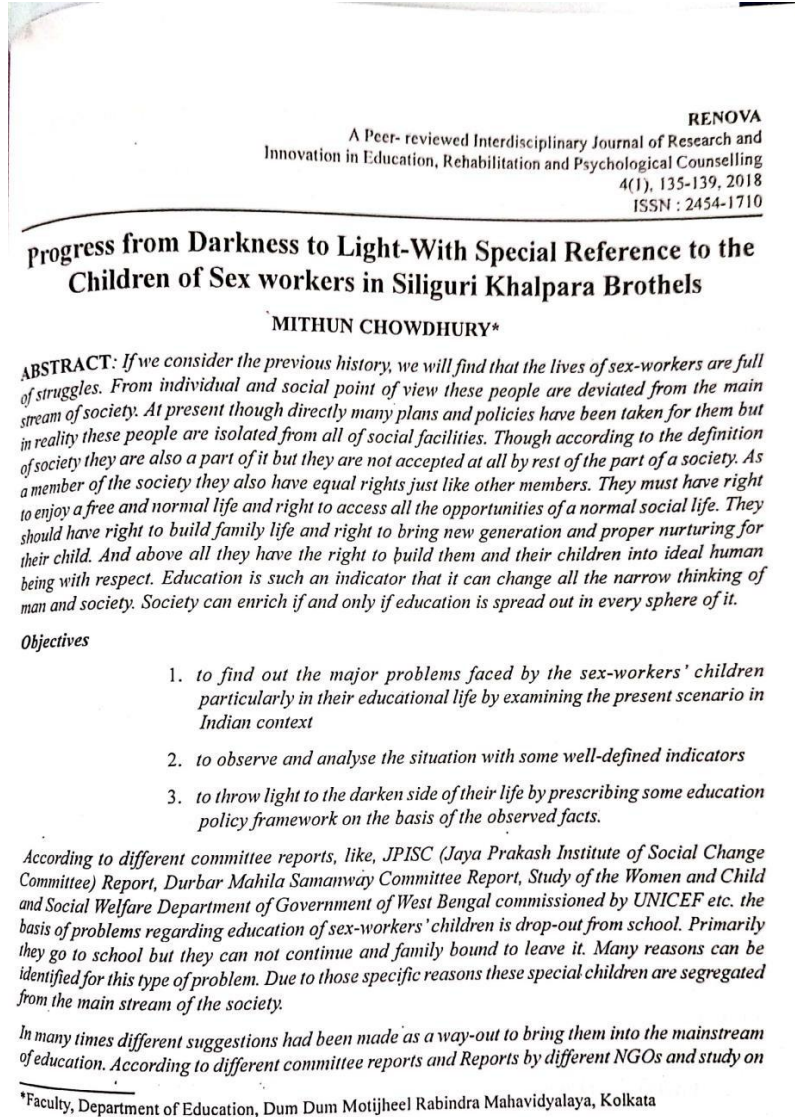 RENOVA
A Peer- reviewed Interdisciplinary Journal of Research and
Innovation in Education, Rehabilitation and Psychological Counselling
4(1), 135-139, 2018
ISSN : 2454-1710
Progress from Darkness to Light-With Special Reference to the
Children of Sex workers in Siliguri Khalpara Brothels
MITHUN CHOWDHURY*
ABSTRACT: If we consider the previous history, we will find that the lives of sex-workers are full
of struggles. From individual and social point of view these people are deviated from the main
stream of society. At present though directly many plans and policies have been taken for them but
in reality these people are isolated from all of social facilities. Though according to the definition
of society they are also a part of it but they are not accepted at all by rest of the part of a society. As
a member of the society they also have equal rights just like other members. They must have right
to enjoy a free and normal life and right to access all the opportunities of a normal social life. They
should have right to build family life and right to bring new generation and proper nurturing for
their child. And above all they have the right to build them and their children into ideal human
being with respect. Education is such an indicator that it can change all the narrow thinking of
man and society. Society can enrich if and only if education is spread out in every sphere of it.
Objectives
1. to find out the major problems faced by the sex-workers' children
particularly in their educational life by examining the present scenario in
Indian context
2. to observe and analyse the situation with some well-defined indicators
3. to throw light to the darken side of their life by prescribing some education
policy framework on the basis of the observed facts.
According to different committee reports, like, JPISC (Jaya Prakash Institute of Social Change
Committee) Report, Durbar Mahila Samanway Committee Report, Study of the Women and Child
and Social Welfare Department of Government of West Bengal commissioned by UNICEF etc. the
basis of problems regarding education of sex-workers' children is drop-out from school. Primarily
they go to school but they can not continue and family bound to leave it. Many reasons can be
identified for this type of problem. Due to those specific reasons these special children are segregated
from the main stream of the society.
In many times different suggestions had been made as a way-out to bring them into the mainstream
of education. According to different committee reports and Reports by different NGOs and study on
*Faculty, Department of Education, Dum Dum Motijheel Rabindra Mahavidyalaya, Kolkata